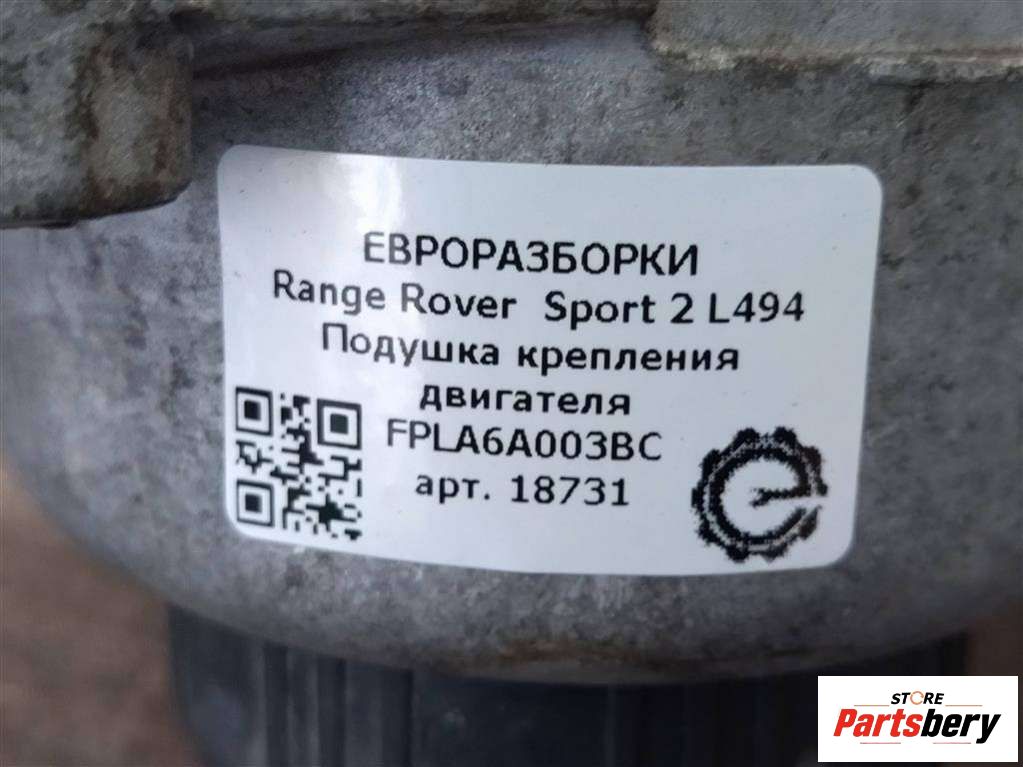 ЕВРОРАЗБОРКИ
Range Rover Sport 2 L494
Подушка крепления
двигателя
FPLA6A003BC
арт. 18731
STORE
Partsbery